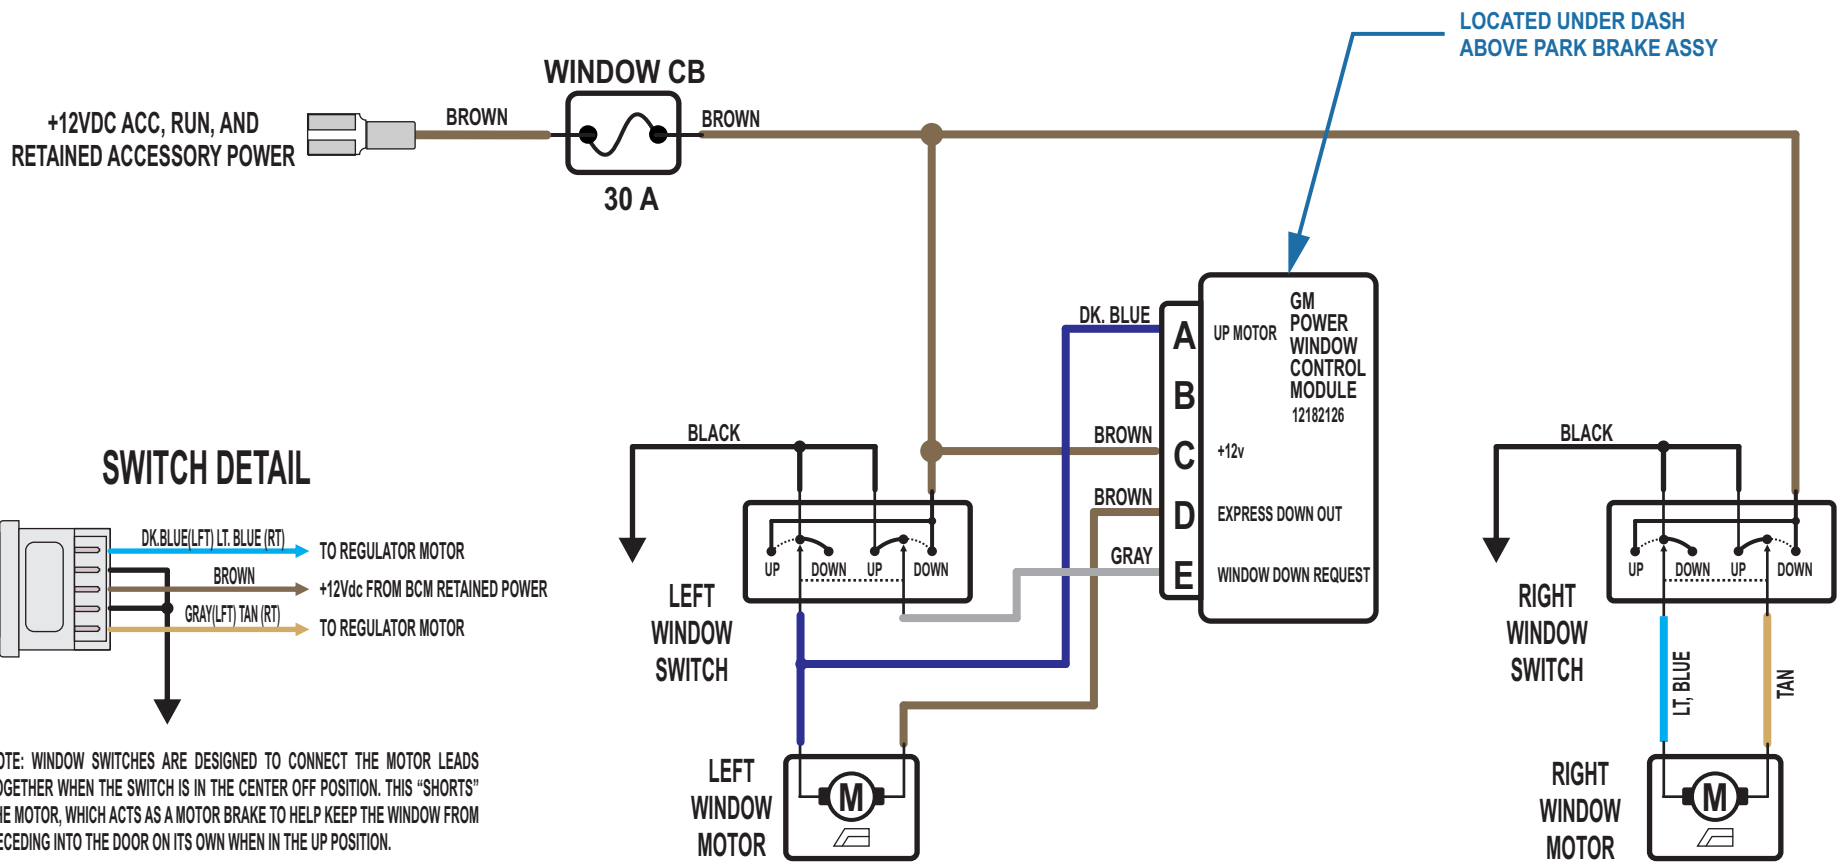 LOCATED UNDER DASH
ABOVE PARK BRAKE ASSY
WINDOW CB
+12VDC ACC, RUN, AND
RETAINED ACCESSORY POWER
BROWN
BROWN
30 A
DK. BLUE
A
UP MOTOR
GM
POWER
WINDOW
CONTROL
MODULE
12182126
B
BROWN
C
+12v
BROWN
D
EXPRESS DOWN OUT
GRAY
E
WINDOW DOWN REQUEST
BLACK
UP
DOWN
UP
DOWN
LEFT
WINDOW
SWITCH
BLACK
UP
DOWN
UP
DOWN
RIGHT
WINDOW
SWITCH
LT, BLUE
TAN
SWITCH DETAIL
DK.BLUE(LFT) LT. BLUE (RT)
TO REGULATOR MOTOR
BROWN
+12Vdc FROM BCM RETAINED POWER
GRAY(LFT) TAN (RT)
TO REGULATOR MOTOR
OTE: WINDOW SWITCHES ARE DESIGNED TO CONNECT THE MOTOR LEADS
OGETHER WHEN THE SWITCH IS IN THE CENTER OFF POSITION. THIS “SHORTS”
HE MOTOR, WHICH ACTS AS A MOTOR BRAKE TO HELP KEEP THE WINDOW FROM
ECEDING INTO THE DOOR ON ITS OWN WHEN IN THE UP POSITION.
LEFT
WINDOW
MOTOR
M
RIGHT
WINDOW
MOTOR
M